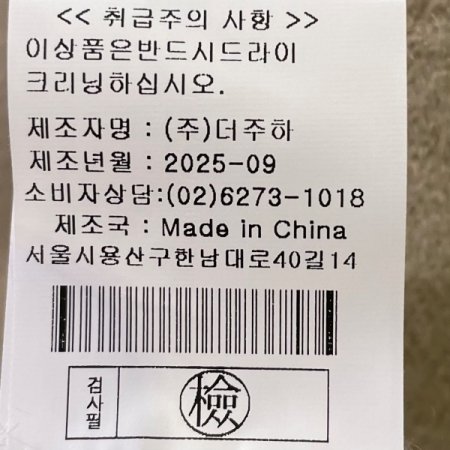 << 취급주의 사항 >>
이상품은반드시드라이
크리닝하십시오.
제조자명 : (주)더주하
제조년월 : 2025-09
소비자상담:(02)6273-1018
제조국 : Made in China
서울시용산구한남대로40길14
검사필
檢